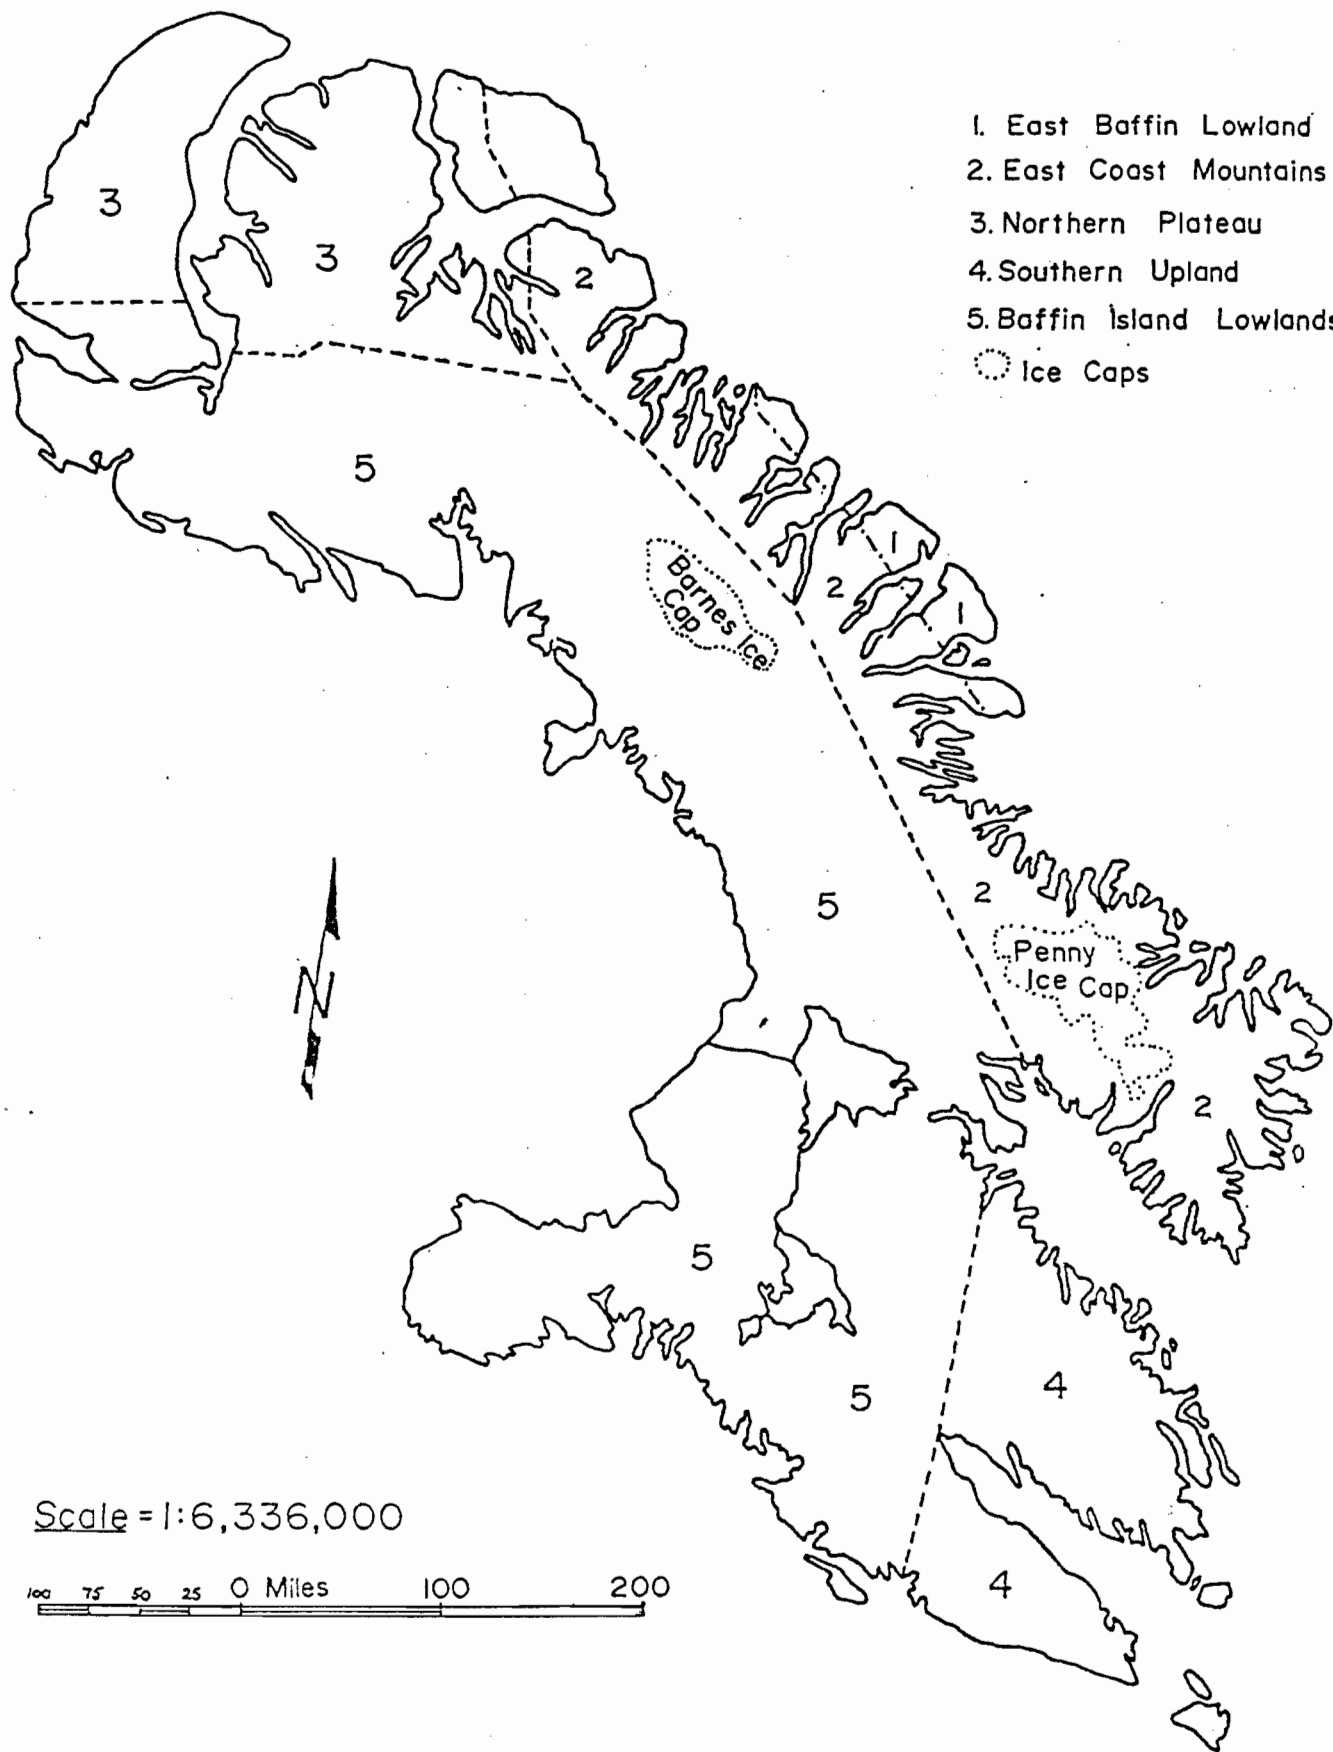 1. East Baffin Lowland
2. East Coast Mountains
3. Northern Plateau
4. Southern Upland
5. Baffin Island Lowlands
Ice Caps
3
3
2
5
1
2
1
Barnes Ice
Cap
2
5
Penny
Ice Cap
N
2
5
5
4
4
Scale = 1:6,336,000
100 75 50 25 0 Miles 100 200